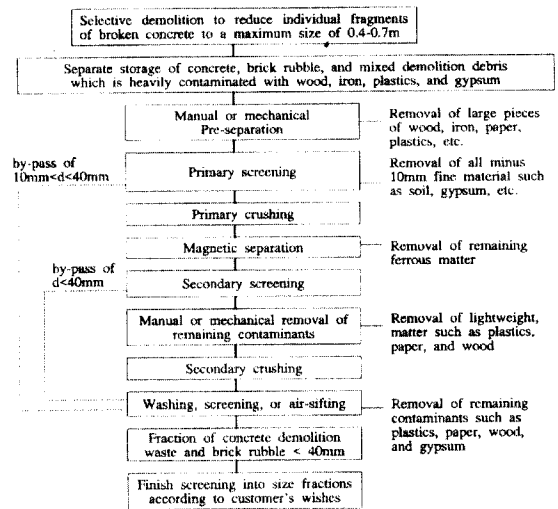 Selective demolition to reduce individual fragments
of broken concrete to a maximum size of 0.4-0.7m
Separate storage of concrete, brick rubble, and mixed demolition debris
which is heavily contaminated with wood, iron, plastics, and gypsum
Manual or mechanical
Pre-separation
Removal of large pieces
of wood, iron, paper,
plastics, etc.
by-pass of
10mm<d<40mm
Primary screening
Removal of all minus
10mm fine material such
as soil, gypsum, etc.
Primary crushing
Magnetic separation
Removal of remaining
ferrous matter
by-pass of
d<40mm
Secondary screening
Manual or mechanical removal of
remaining contaminants
Removal of lightweight,
matter such as plastics,
paper, and wood
Secondary crushing
Washing, screening, or air-sifting
Removal of remaining
contaminants such as
plastics, paper, wood,
and gypsum
Fraction of concrete demolition
waste and brick rubble < 40mm
Finish screening into size fractions
according to customer's wishes